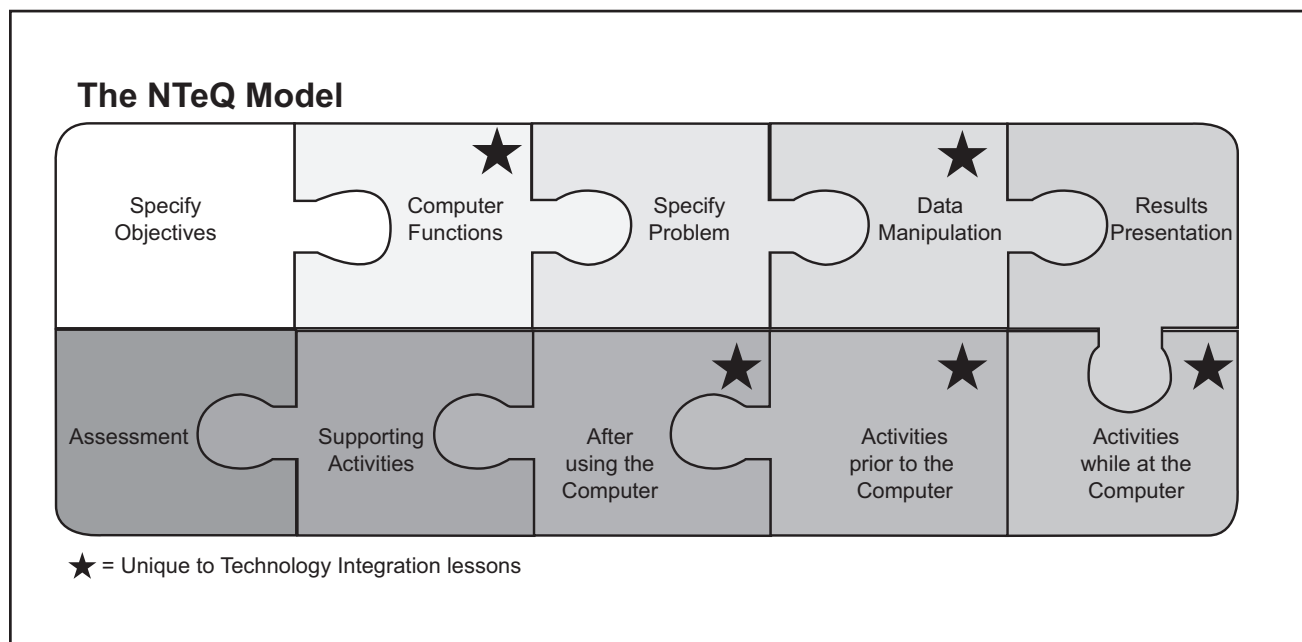 The NTeQ Model
Specify
Objectives
Computer
Functions
Specify
Problem
Data
Manipulation
Results
Presentation
Assessment
Supporting
Activities
After
using the
Computer
Activities
prior to the
Computer
Activities
while at the
Computer
★ = Unique to Technology Integration lessons